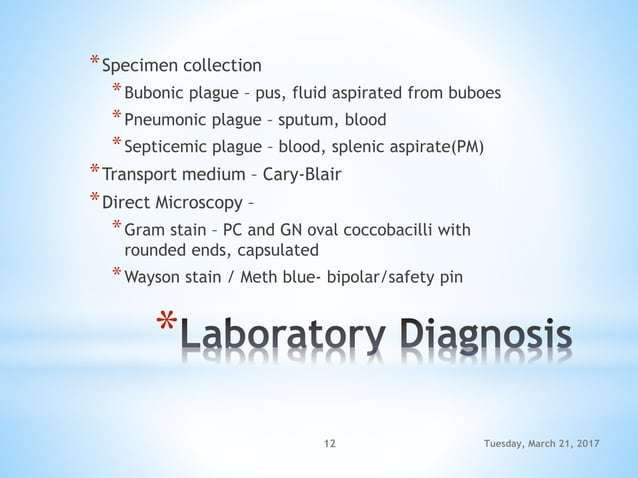 *Specimen collection
*Bubonic plague – pus, fluid aspirated from buboes
*Pneumonic plague – sputum, blood
*Septicemic plague – blood, splenic aspirate(PM)
*Transport medium – Cary-Blair
*Direct Microscopy –
*Gram stain – PC and GN oval coccobacilli with
rounded ends, capsulated
*Wayson stain / Meth blue- bipolar/safety pin
*Laboratory Diagnosis
12 Tuesday, March 21, 2017